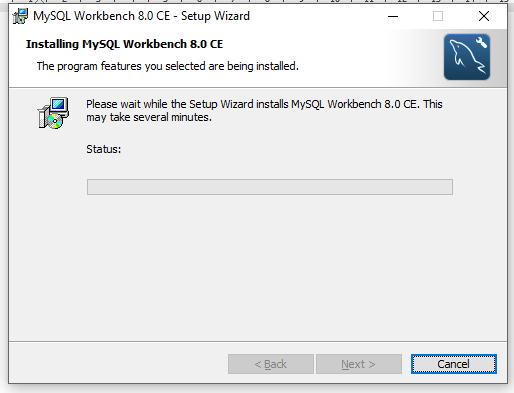 MySQL Workbench 8.0 CE - Setup Wizard
Installing MySQL Workbench 8.0 CE
The program features you selected are being installed.
Please wait while the Setup Wizard installs MySQL Workbench 8.0 CE. This
may take several minutes.
Status:
< Back Next > Cancel